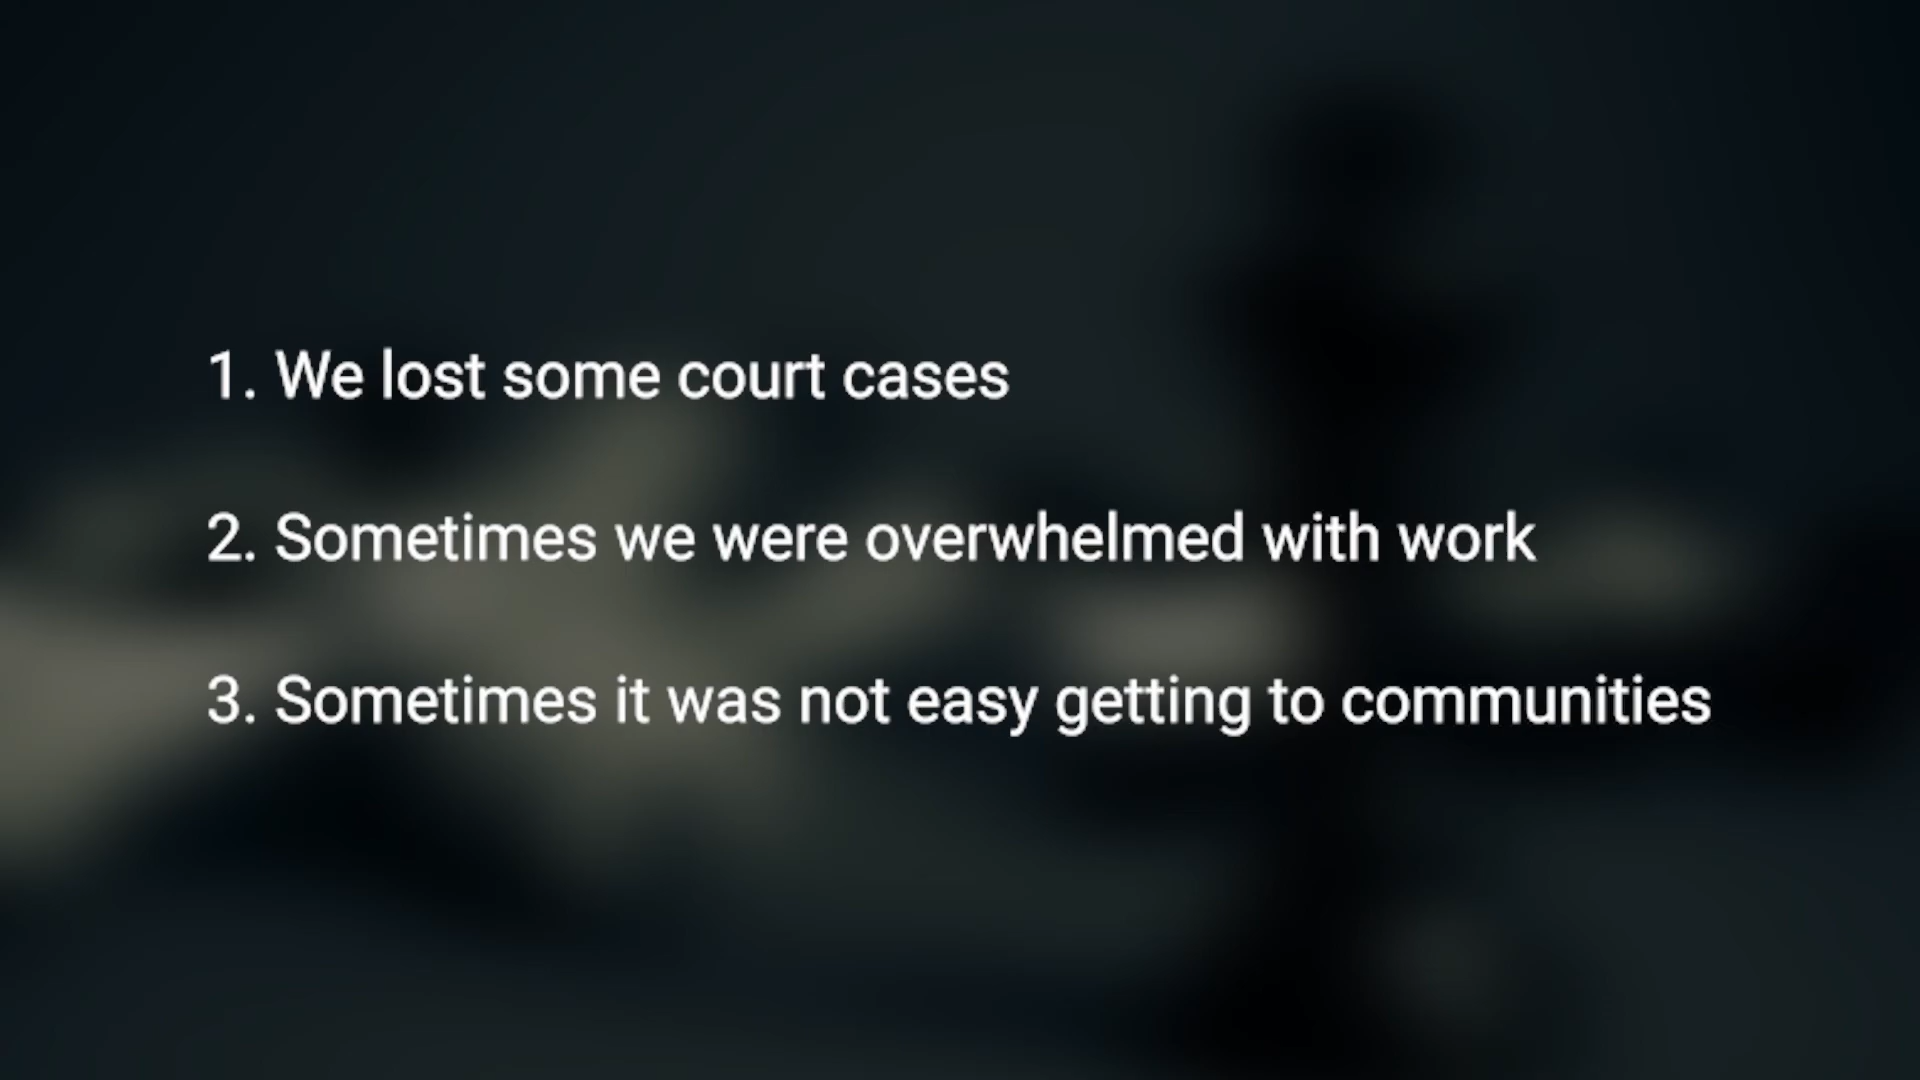 1. We lost some court cases
2. Sometimes we were overwhelmed with work
3. Sometimes it was not easy getting to communities